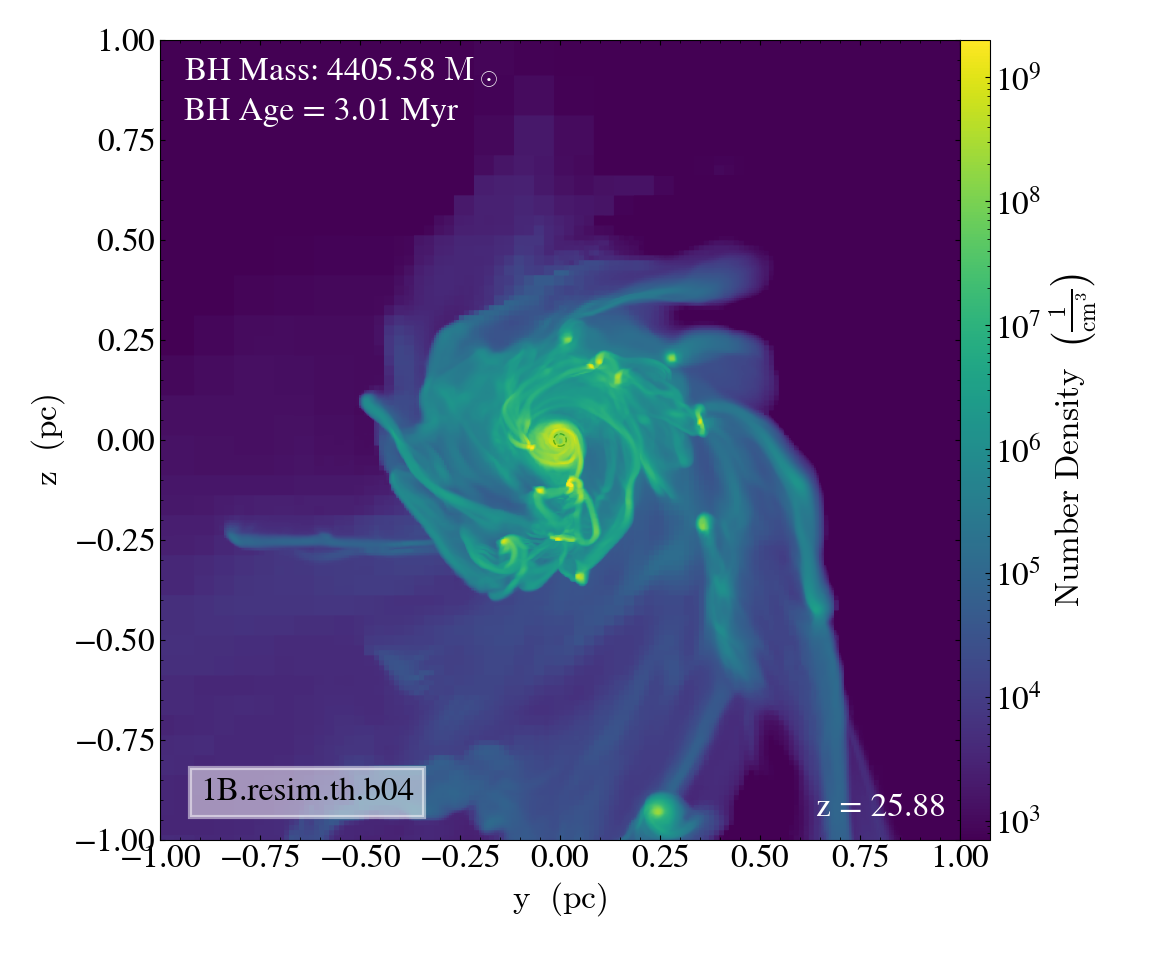 BH Mass: 4405.58 M⊙
BH Age = 3.01 Myr
1.00
0.75
0.50
0.25
0.00
−0.25
−0.50
−0.75
−1.00
z (pc)
1B.resim.th.b04
z = 25.88
−1.00 −0.75 −0.50 −0.25 0.00 0.25 0.50 0.75 1.00
y (pc)
10⁹
10⁸
10⁷
10⁶
10⁵
10⁴
10³
Number Density (1/cm³)